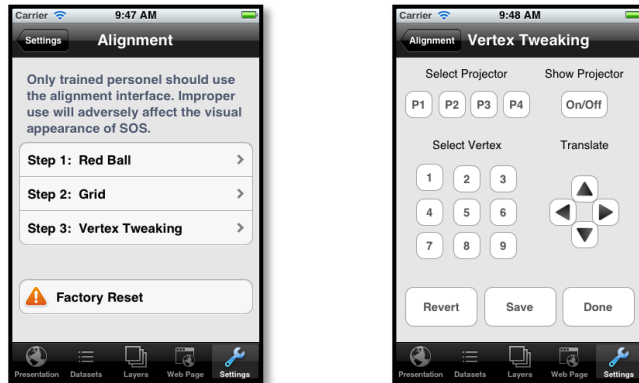 Carrier 9:47 AM
Settings Alignment
Only trained personel should use
the alignment interface. Improper
use will adversely affect the visual
appearance of SOS.
Step 1: Red Ball
Step 2: Grid
Step 3: Vertex Tweaking
Factory Reset
Presentation Datasets Layers Web Page Settings
Carrier 9:48 AM
Alignment Vertex Tweaking
Select Projector Show Projector
P1 P2 P3 P4 On/Off
Select Vertex Translate
1 2 3
4 5 6
7 8 9
Revert Save Done
Presentation Datasets Layers Web Page Settings